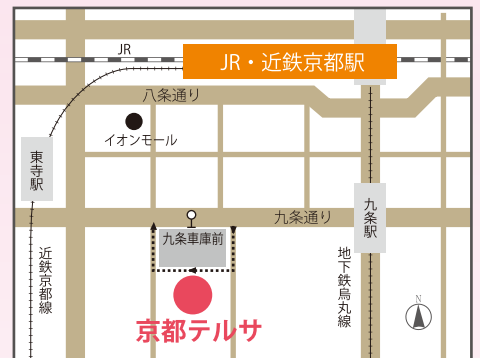 JR
JR・近鉄京都駅
八条通り
イオンモール
東寺駅
九条駅
九条通り
九条車庫前
近鉄京都線
地下鉄烏丸線
京都テルサ
N